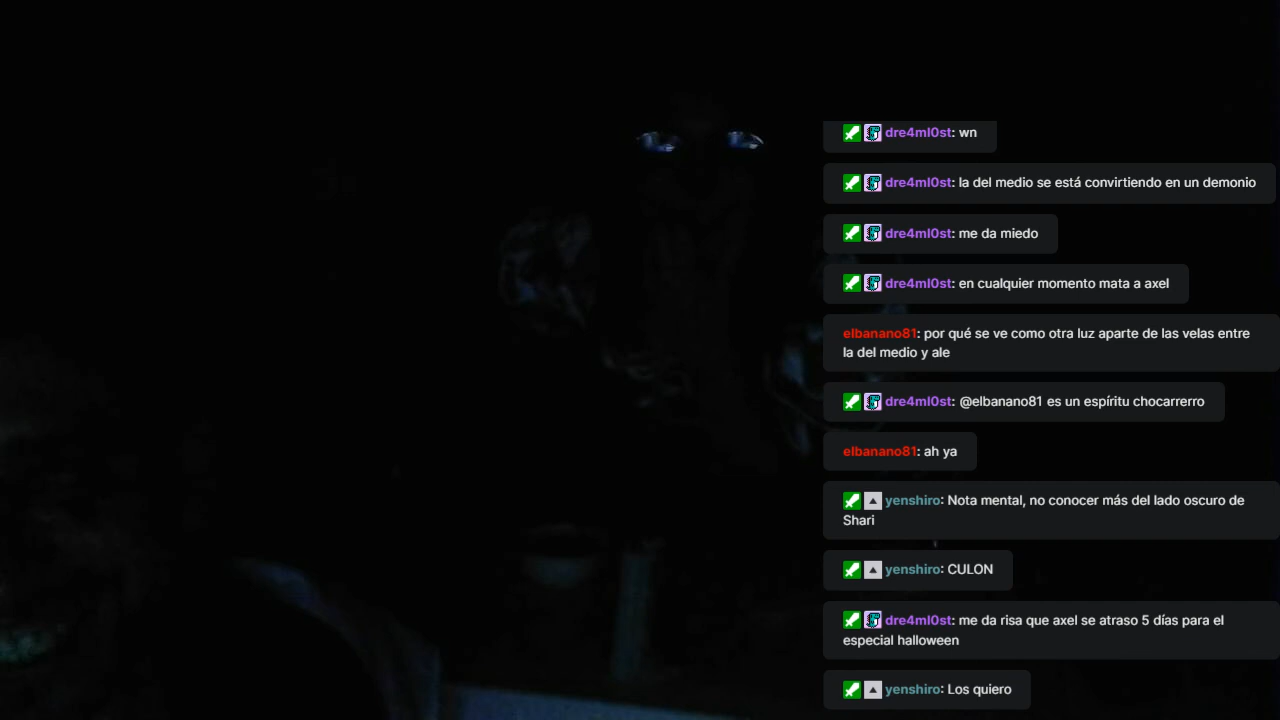 dre4ml0st: wn
dre4ml0st: la del medio se está convirtiendo en un demonio
dre4ml0st: me da miedo
dre4ml0st: en cualquier momento mata a axel
elbanano81: por qué se ve como otra luz aparte de las velas entre
la del medio y ale
dre4ml0st: @elbanano81 es un espíritu chocarrerro
elbanano81: ah ya
yenshiro: Nota mental, no conocer más del lado oscuro de
Shari
yenshiro: CULON
dre4ml0st: me da risa que axel se atraso 5 días para el
especial halloween
yenshiro: Los quiero